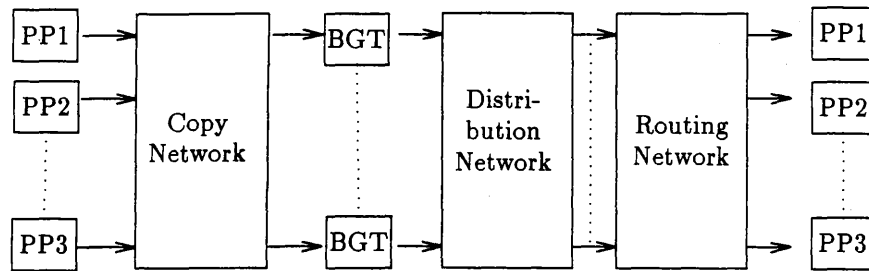 PP1
PP2
PP3
Copy
Network
BGT
BGT
Distri-
bution
Network
Routing
Network
PP1
PP2
PP3